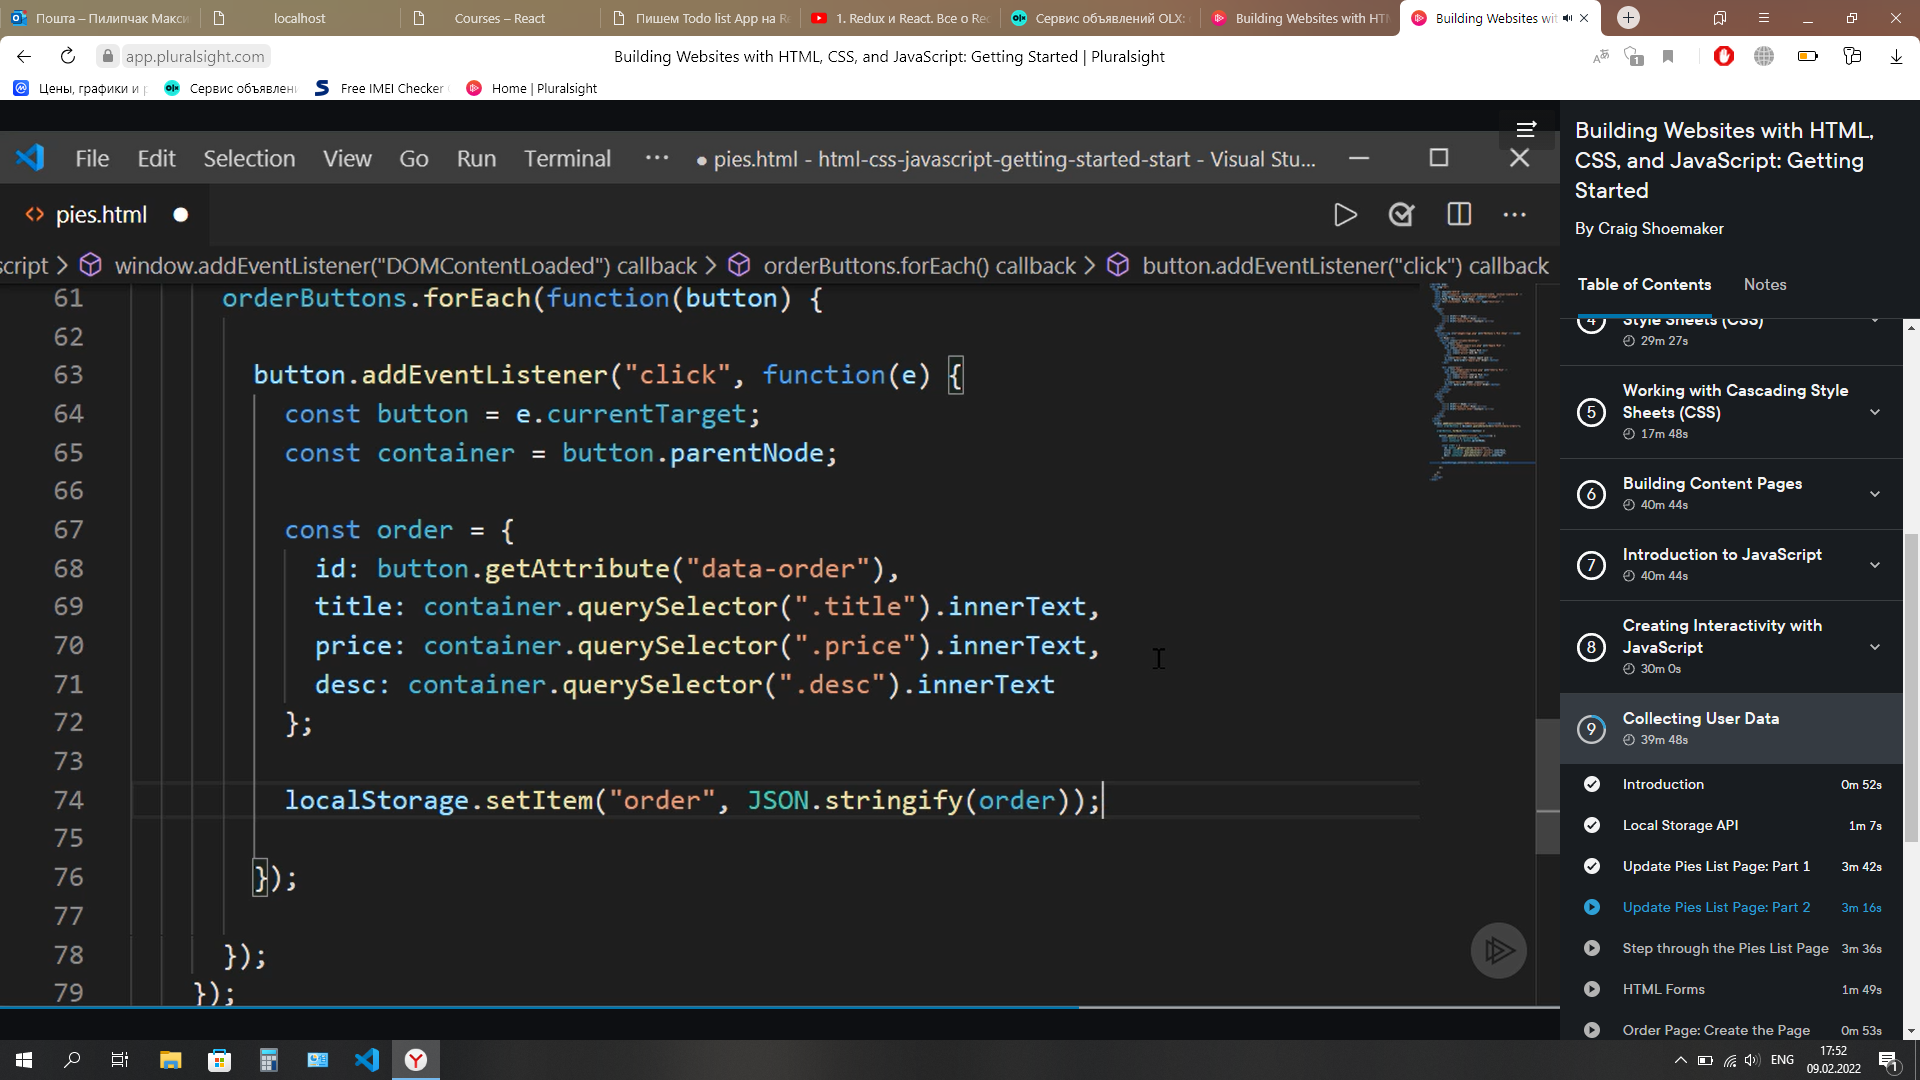 Пошта – Пилипчак Макси
localhost
Courses – React
Пишем Todo list App на Re
1. Redux и React. Все о Red
Сервис объявлений OLX:
Building Websites with HTM
Building Websites wit
app.pluralsight.com
Building Websites with HTML, CSS, and JavaScript: Getting Started | Pluralsight
1
Цены, графики и р
Сервис объявлени
Free IMEI Checker
Home | Pluralsight
File Edit Selection View Go Run Terminal ···
● pies.html - html-css-javascript-getting-started-start - Visual Stu...
<> pies.html ●
script > window.addEventListener("DOMContentLoaded") callback > orderButtons.forEach() callback > button.addEventListener("click") callback
61 orderButtons.forEach(function(button) {
62
63 button.addEventListener("click", function(e) {
64 const button = e.currentTarget;
65 const container = button.parentNode;
66
67 const order = {
68 id: button.getAttribute("data-order"),
69 title: container.querySelector(".title").innerText,
70 price: container.querySelector(".price").innerText,
71 desc: container.querySelector(".desc").innerText
72 };
73
74 localStorage.setItem("order", JSON.stringify(order));
75
76 });
77
78 });
79 });
Building Websites with HTML,
CSS, and JavaScript: Getting
Started
By Craig Shoemaker
Table of Contents
Notes
4 Style Sheets (CSS)
29m 27s
5 Working with Cascading Style
Sheets (CSS)
17m 48s
6 Building Content Pages
40m 44s
7 Introduction to JavaScript
40m 44s
8 Creating Interactivity with
JavaScript
30m 0s
9 Collecting User Data
39m 48s
Introduction 0m 52s
Local Storage API 1m 7s
Update Pies List Page: Part 1 3m 42s
Update Pies List Page: Part 2 3m 16s
Step through the Pies List Page 3m 36s
HTML Forms 1m 49s
Order Page: Create the Page 0m 53s
ENG
17:52
09.02.2022
1